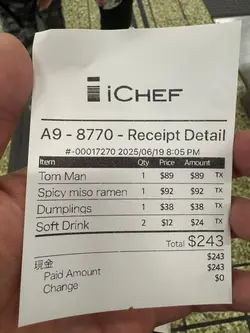 iCHEF
A9 - 8770 - Receipt Detail
#-00017270 2025/06/19 8:05 PM
Item Qty Price Amount
Tom Man 1 $89 $89 TX
Spicy miso ramen 1 $92 $92 TX
Dumplings 1 $38 $38 TX
Soft Drink 2 $12 $24 TX
Total $243
現金 $243
Paid Amount $243
Change $0